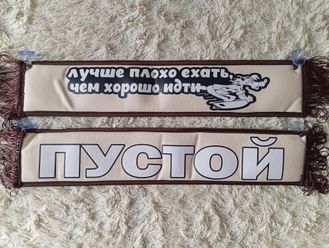 лучше плохо ехать,
чем хорошо идти
ПУСТОЙ